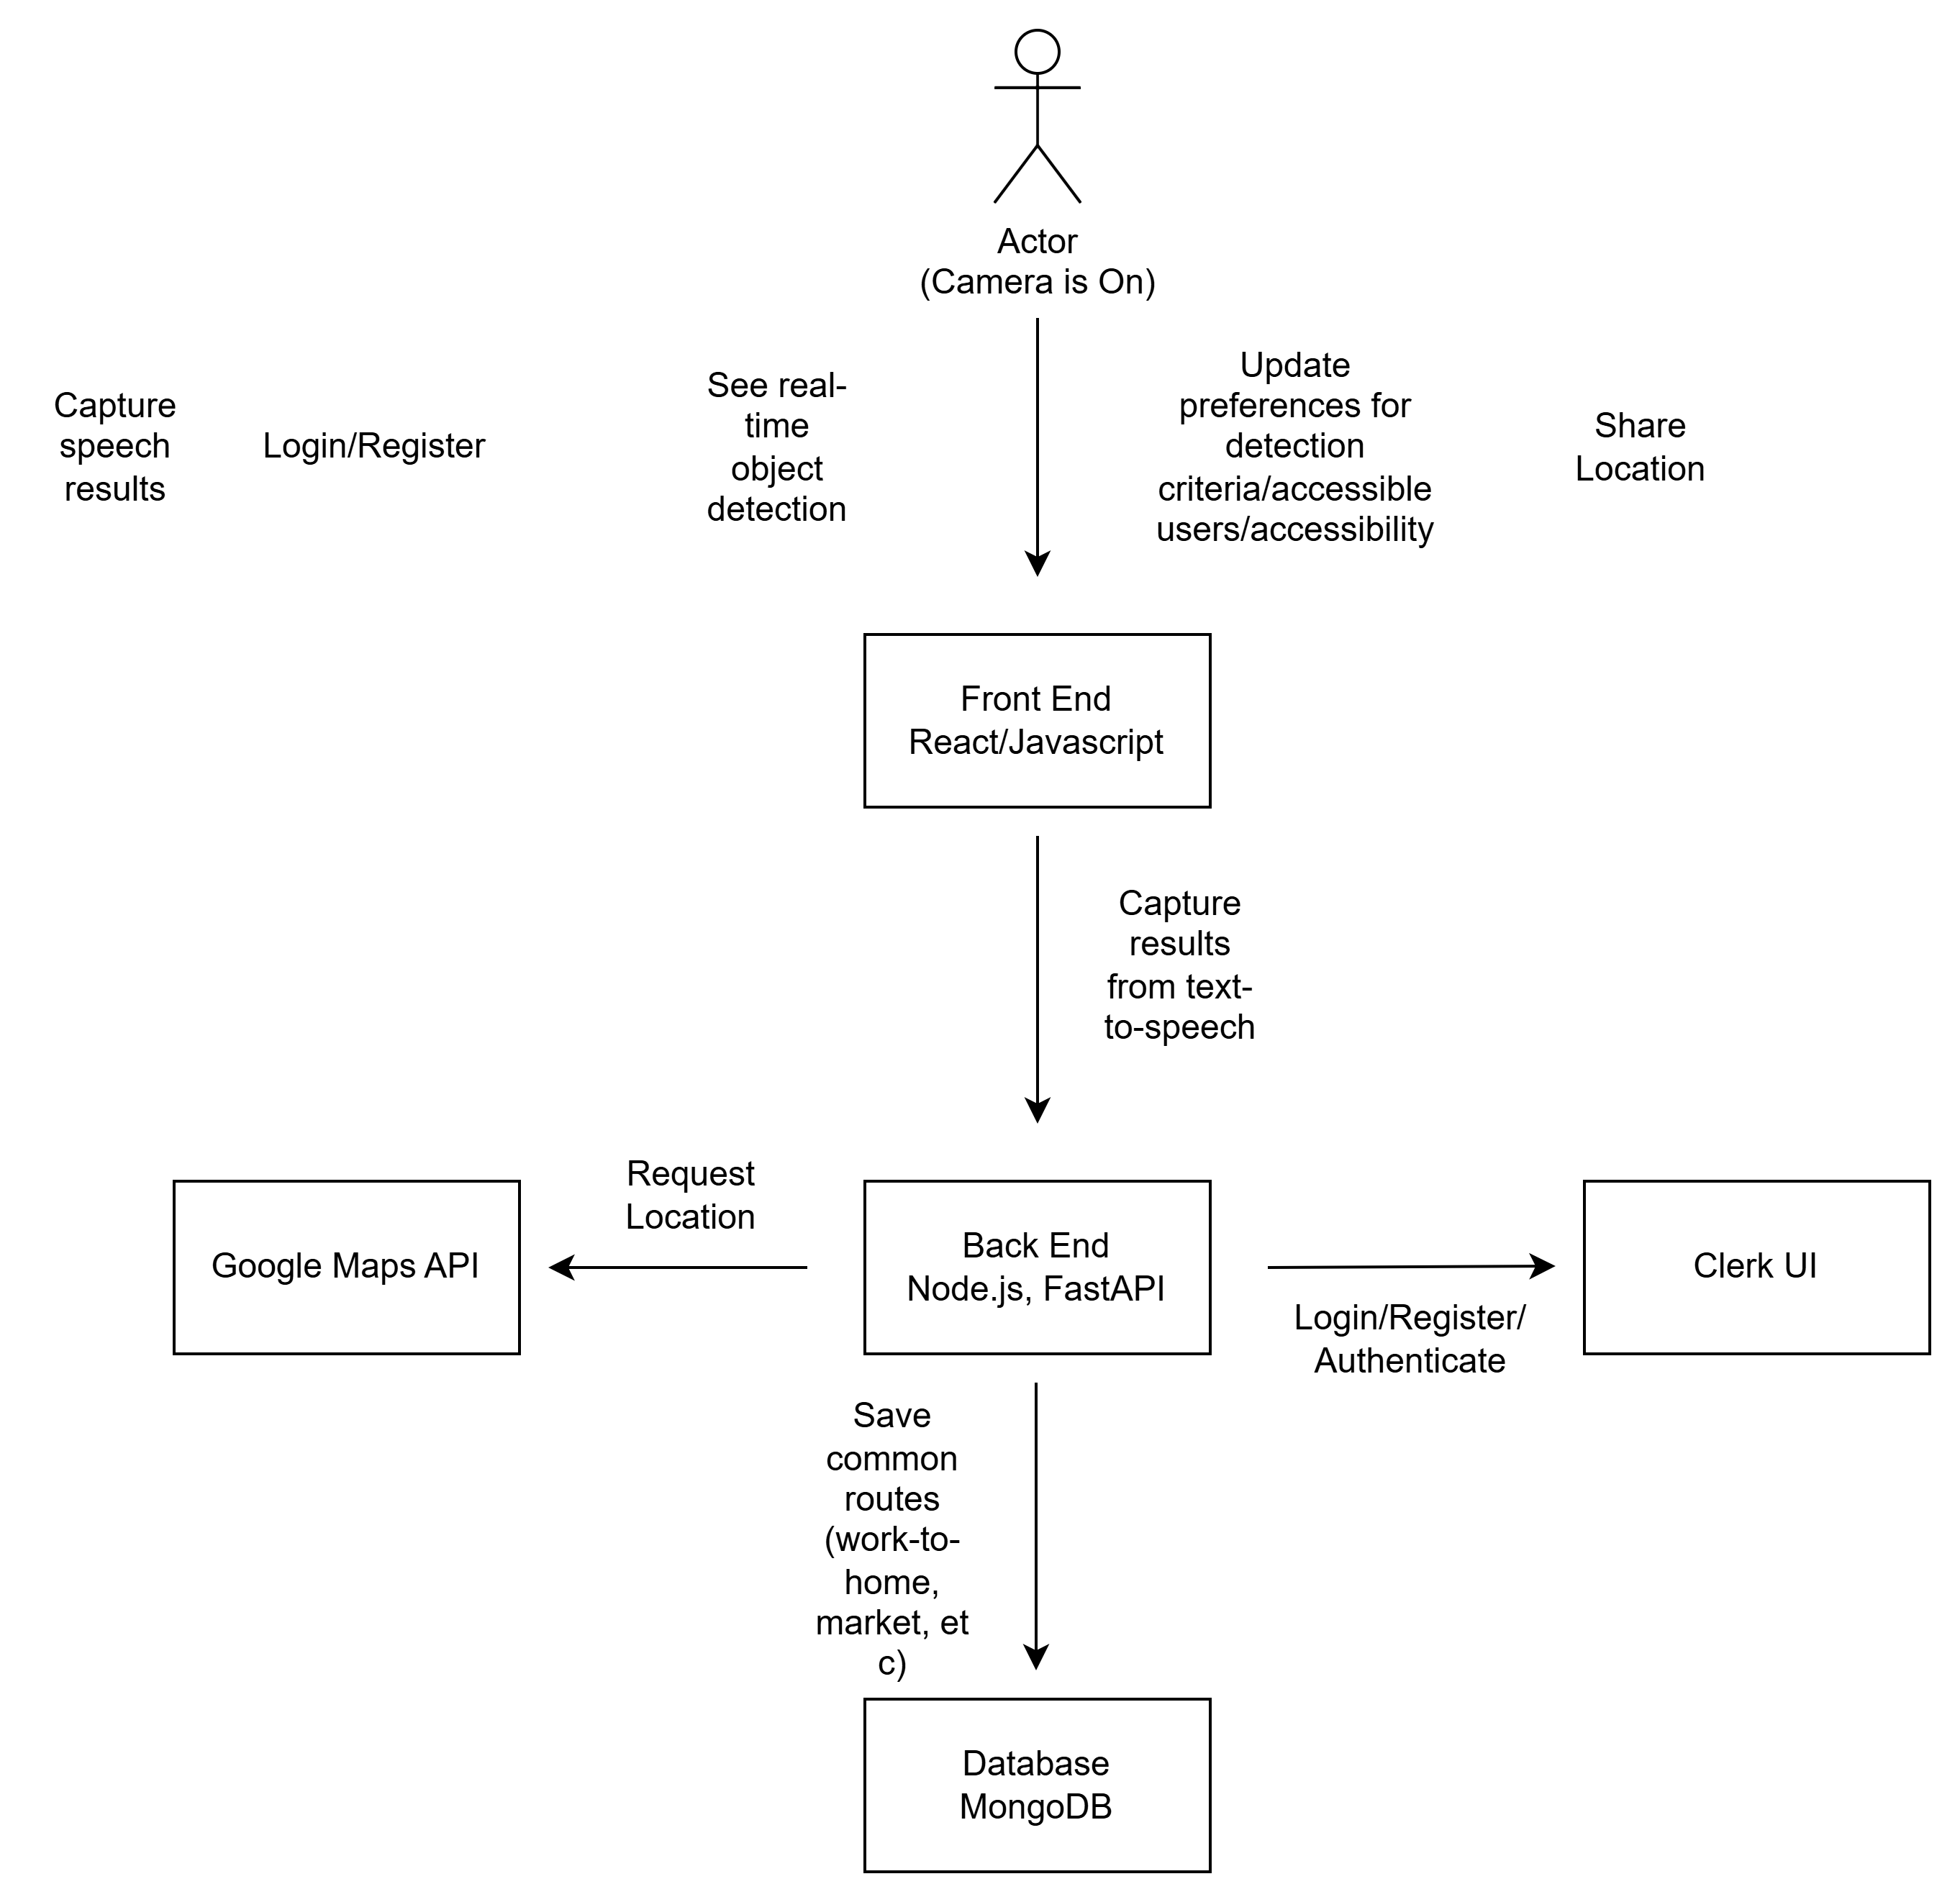 Actor
(Camera is On)
Capture
speech
results
Login/Register
See real-
time
object
detection
Update
preferences for
detection
criteria/accessible
users/accessibility
Share
Location
Front End
React/Javascript
Capture
results
from text-
to-speech
Request
Location
Google Maps API
Back End
Node.js, FastAPI
Clerk UI
Login/Register/
Authenticate
Save
common
routes
(work-to-
home,
market, et
c)
Database
MongoDB